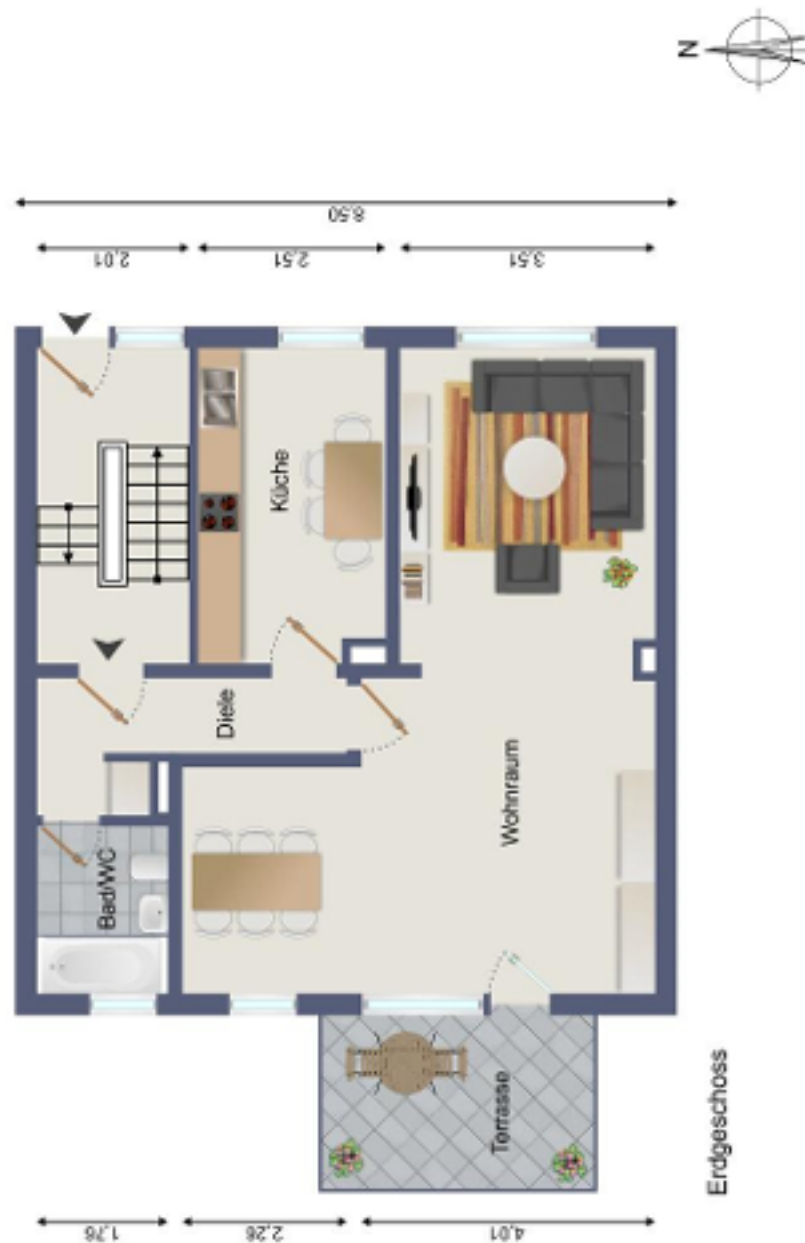 N
8,50
2,01
2,51
3,51
Küche
Diele
Wohnraum
Bad/WC
Terrasse
Erdgeschoss
1,76
2,26
4,01